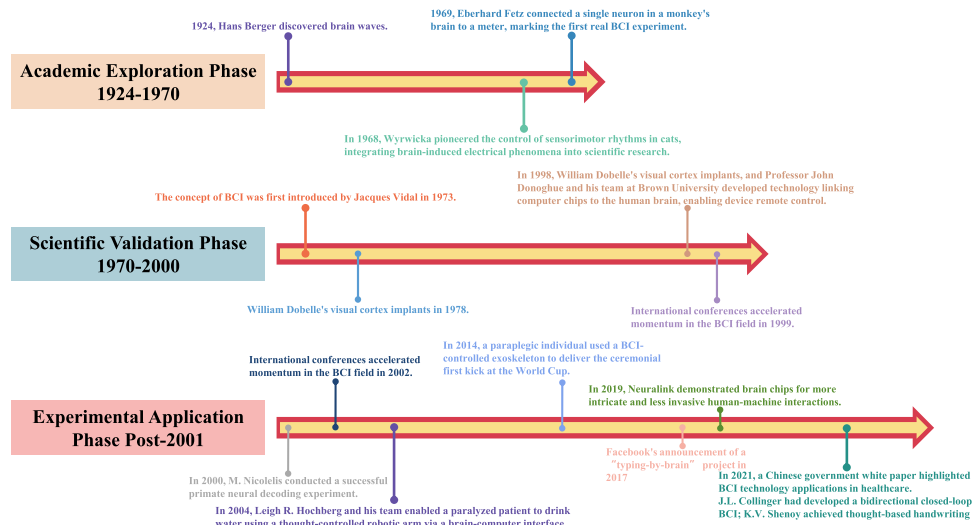 1924, Hans Berger discovered brain waves.
1969, Eberhard Fetz connected a single neuron in a monkey's
brain to a meter, marking the first real BCI experiment.
Academic Exploration Phase
1924-1970
In 1968, Wyrwicka pioneered the control of sensorimotor rhythms in cats,
integrating brain-induced electrical phenomena into scientific research.
The concept of BCI was first introduced by Jacques Vidal in 1973.
In 1998, William Dobelle's visual cortex implants, and Professor John
Donoghue and his team at Brown University developed technology linking
computer chips to the human brain, enabling device remote control.
Scientific Validation Phase
1970-2000
William Dobelle's visual cortex implants in 1978.
International conferences accelerated
momentum in the BCI field in 1999.
International conferences accelerated
momentum in the BCI field in 2002.
In 2014, a paraplegic individual used a BCI-
controlled exoskeleton to deliver the ceremonial
first kick at the World Cup.
In 2019, Neuralink demonstrated brain chips for more
intricate and less invasive human-machine interactions.
Experimental Application
Phase Post-2001
In 2000, M. Nicolelis conducted a successful
primate neural decoding experiment.
In 2004, Leigh R. Hochberg and his team enabled a paralyzed patient to drink
water using a thought-controlled robotic arm via a brain-computer interface
Facebook's announcement of a
"typing-by-brain" project in
2017
In 2021, a Chinese government white paper highlighted
BCI technology applications in healthcare.
J.L. Collinger had developed a bidirectional closed-loop
BCI; K.V. Shenoy achieved thought-based handwriting